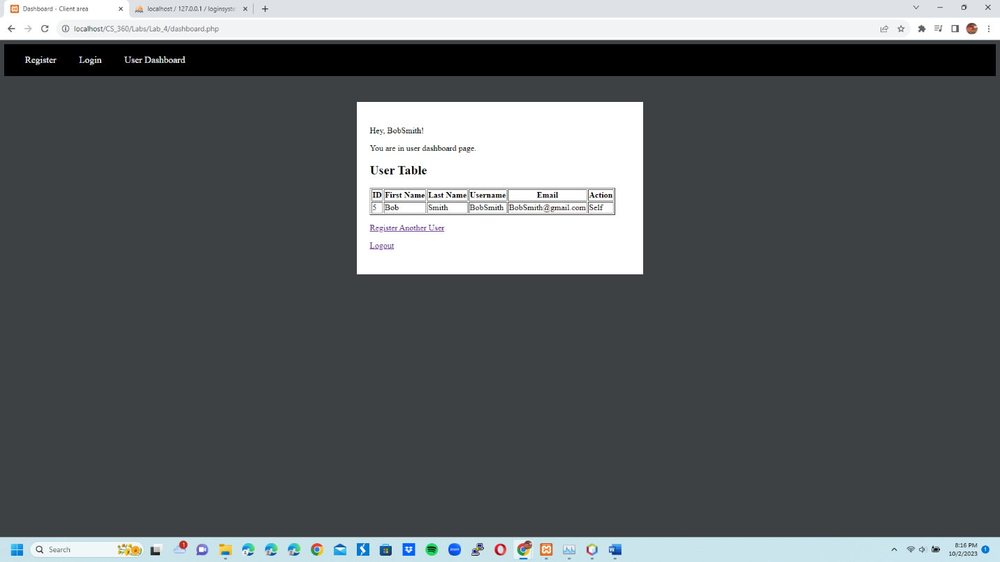 Dashboard - Client area
localhost / 127.0.0.1 / loginsyste
localhost/CS_360/Labs/Lab_4/dashboard.php
Register Login User Dashboard
Hey, BobSmith!
You are in user dashboard page.
User Table
ID First Name Last Name Username Email Action
5 Bob Smith BobSmith BobSmith@gmail.com Self
Register Another User
Logout
Search
1
zoom
W
8:16 PM
10/2/2023
1